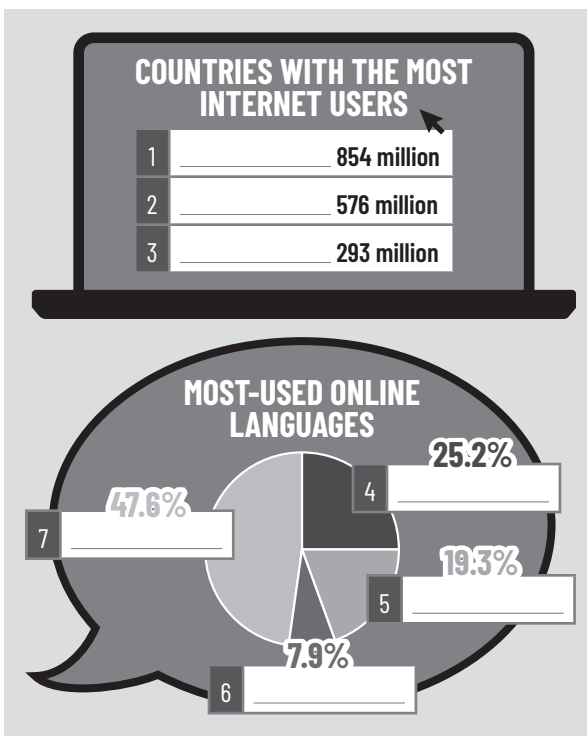 COUNTRIES WITH THE MOST
INTERNET USERS
1 854 million
2 576 million
3 293 million
MOST-USED ONLINE
LANGUAGES
25.2%
4
47.6%
7
19.3%
5
7.9%
6